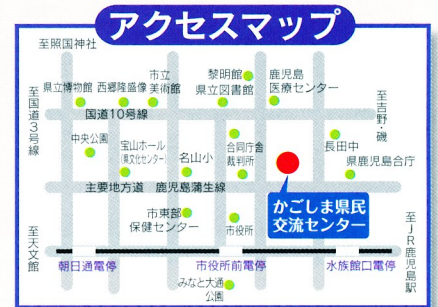 アクセスマップ
至照国神社
至国道3号線
県立博物館
西郷隆盛像
市立
美術館
黎明館
県立図書館
鹿児島
医療センター
至吉野・磯
国道10号線
中央公園
宝山ホール
(県文化センター)
名山小
合同庁舎
裁判所
長田中
県鹿児島合庁
主要地方道 鹿児島蒲生線
かごしま県民
交流センター
市東部
保健センター
市役所
至天文館
至JR鹿児島駅
朝日通電停
市役所前電停
水族館口電停
みなと大通
公園